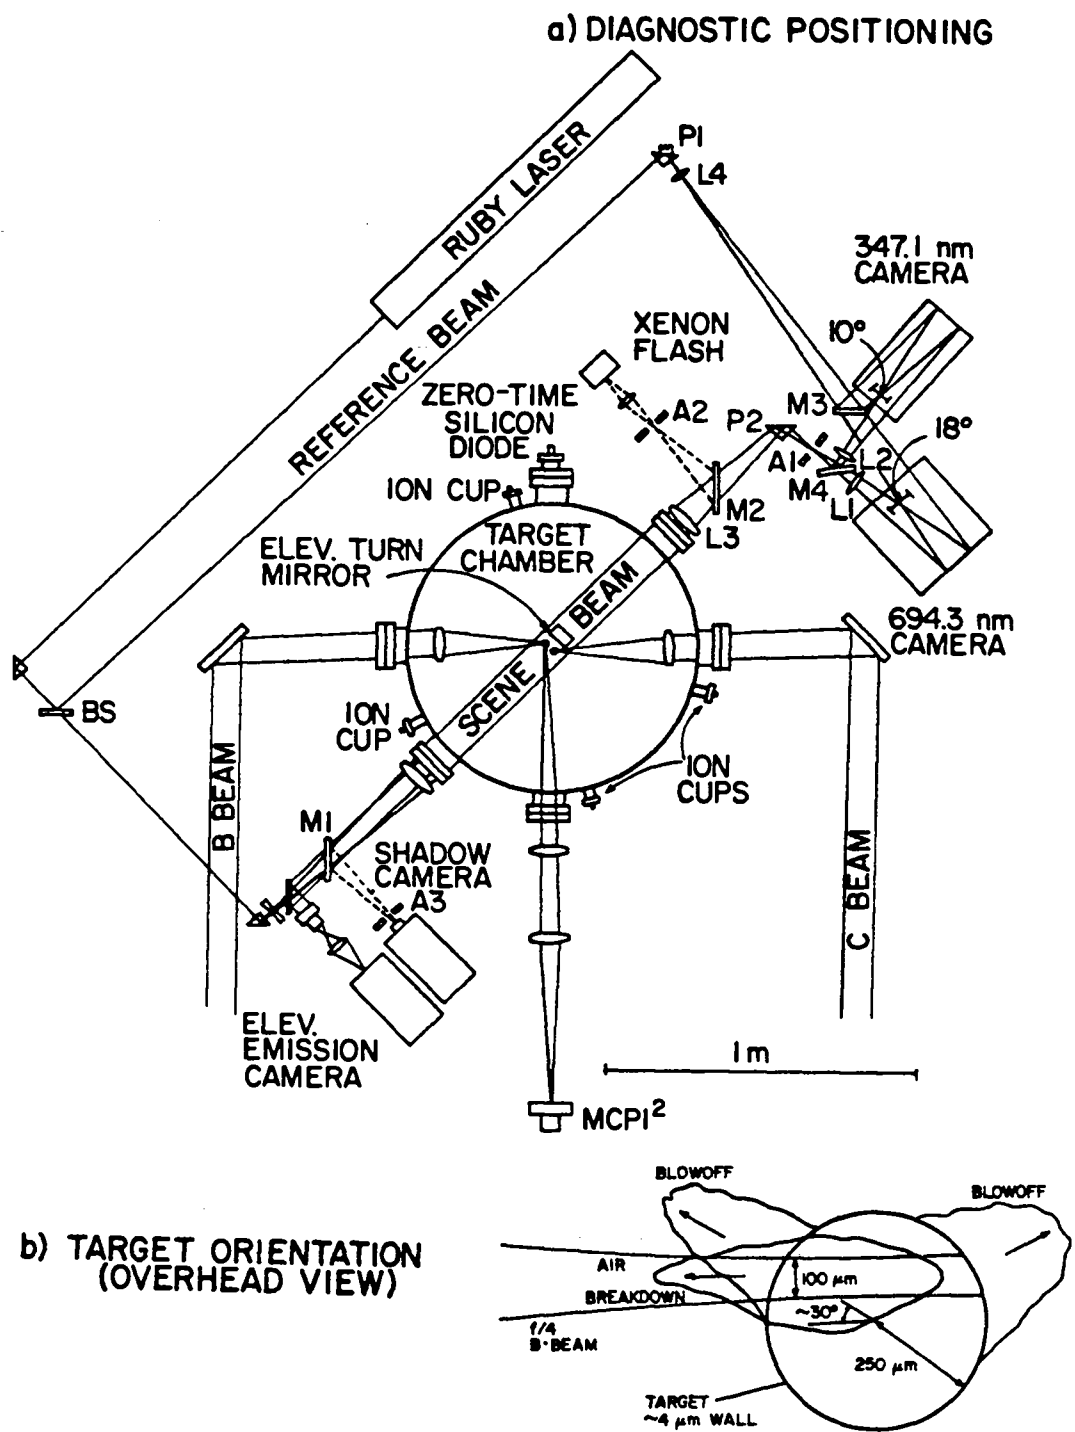 a) DIAGNOSTIC POSITIONING
RUBY LASER
REFERENCE BEAM
P1
L4
347.1 nm
CAMERA
10°
XENON
FLASH
A2
M3
P2
18°
ZERO-TIME
SILICON
DIODE
A1
L2
M4
L1
ION CUP
M2
L3
TARGET
CHAMBER
ELEV. TURN
MIRROR
BEAM
SCENE
694.3 nm
CAMERA
BS
ION
CUP
ION
CUPS
B BEAM
C BEAM
M1
SHADOW
CAMERA
A3
ELEV.
EMISSION
CAMERA
1m
MCPI²
b) TARGET ORIENTATION
(OVERHEAD VIEW)
BLOWOFF
BLOWOFF
AIR
BREAKDOWN
100 µm
~30°
f/4
B-BEAM
250 µm
TARGET
~4 µm WALL